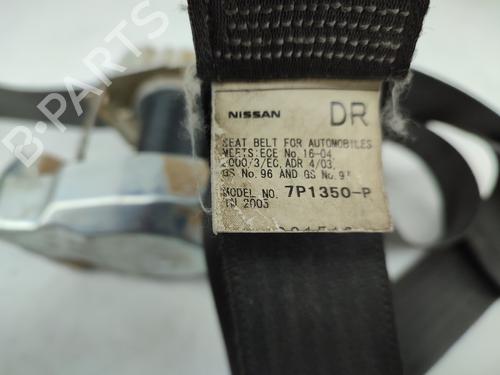 B-PARTS
NISSAN DR
SEAT BELT FOR AUTOMOBILES
MEETS:ECE No.16-04
2000/3/EC, ADR 4/03,
GS No.96 AND GS No.97
MODEL NO. 7P1350-P
IN 2003